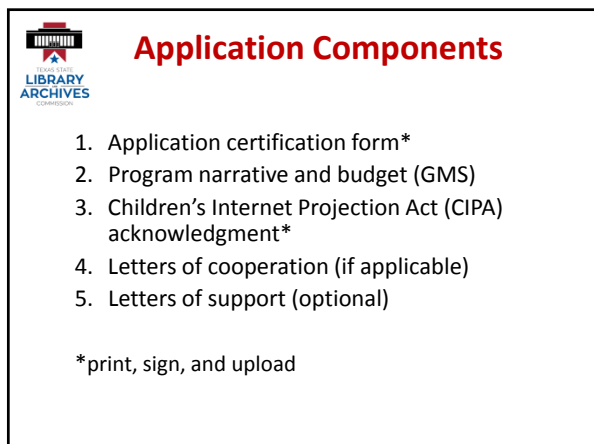 Application Components
TEXAS STATE
LIBRARY
ARCHIVES
COMMISSION
1. Application certification form*
2. Program narrative and budget (GMS)
3. Children's Internet Projection Act (CIPA)
acknowledgment*
4. Letters of cooperation (if applicable)
5. Letters of support (optional)
*print, sign, and upload